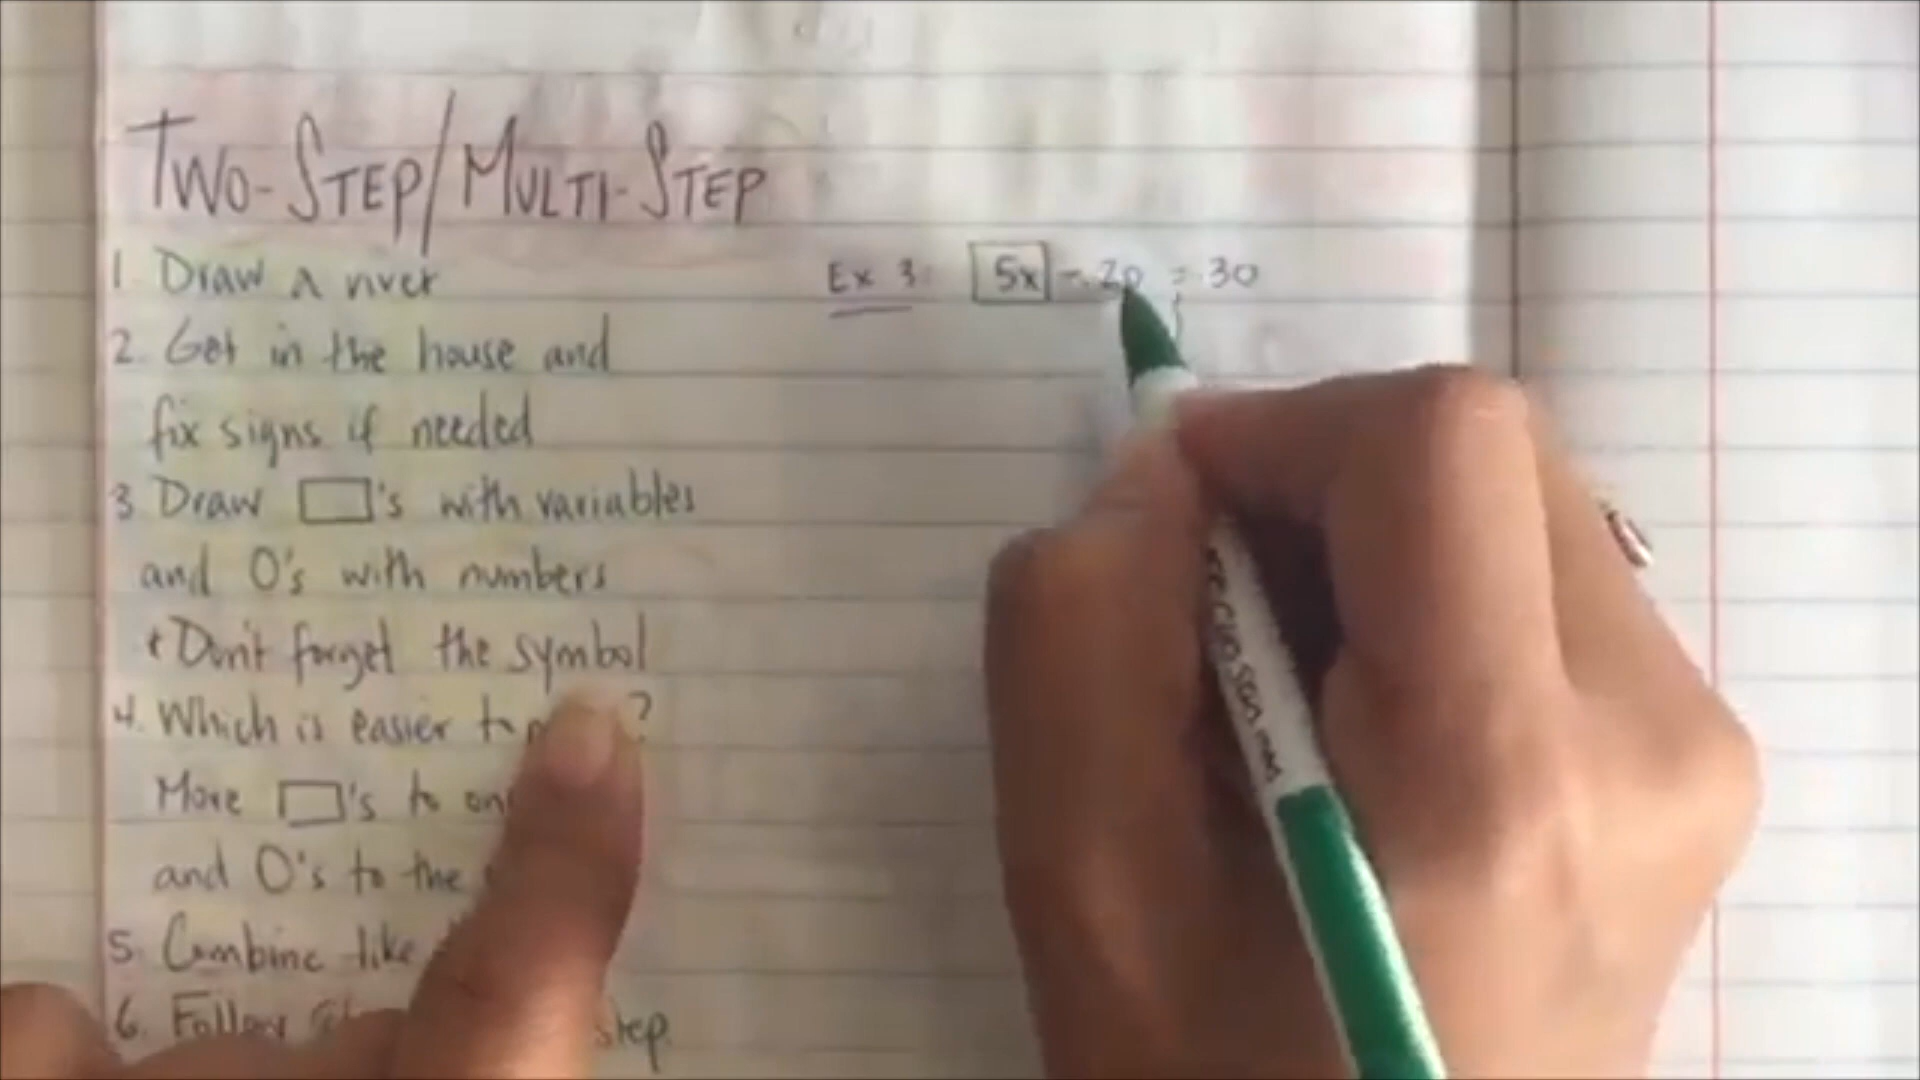 TWO-STEP/MULTI-STEP
1. Draw a river
Ex 3: 5x - 20 = 30
2. Get in the house and
fix signs if needed
3 Draw □'s with variables
and O's with numbers
Don't forget the symbol
4. Which is easier to ?
Move □'s to
and O's to the
5. Combine like
6. Follow step